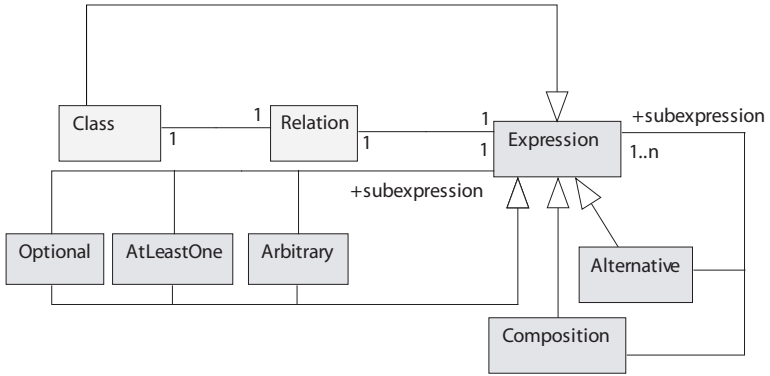 Class
1
1
Relation
1
1
Expression
1
+subexpression
1..n
+subexpression
Optional
AtLeastOne
Arbitrary
Alternative
Composition